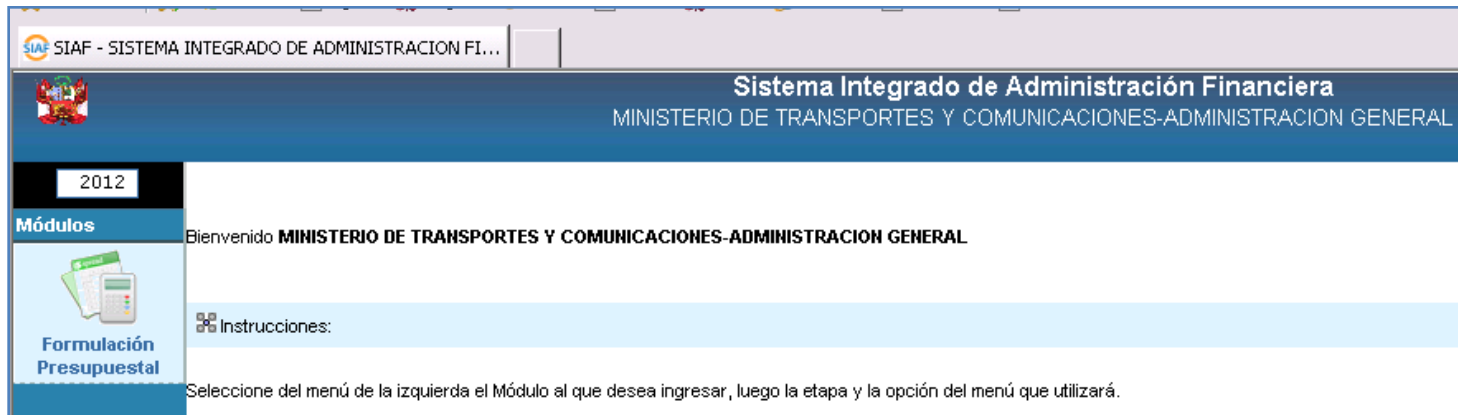 SIAF SIAF - SISTEMA INTEGRADO DE ADMINISTRACION FI...
Sistema Integrado de Administración Financiera
MINISTERIO DE TRANSPORTES Y COMUNICACIONES-ADMINISTRACION GENERAL
2012
Módulos
Bienvenido MINISTERIO DE TRANSPORTES Y COMUNICACIONES-ADMINISTRACION GENERAL
Instrucciones:
Formulación
Presupuestal
Seleccione del menú de la izquierda el Módulo al que desea ingresar, luego la etapa y la opción del menú que utilizará.